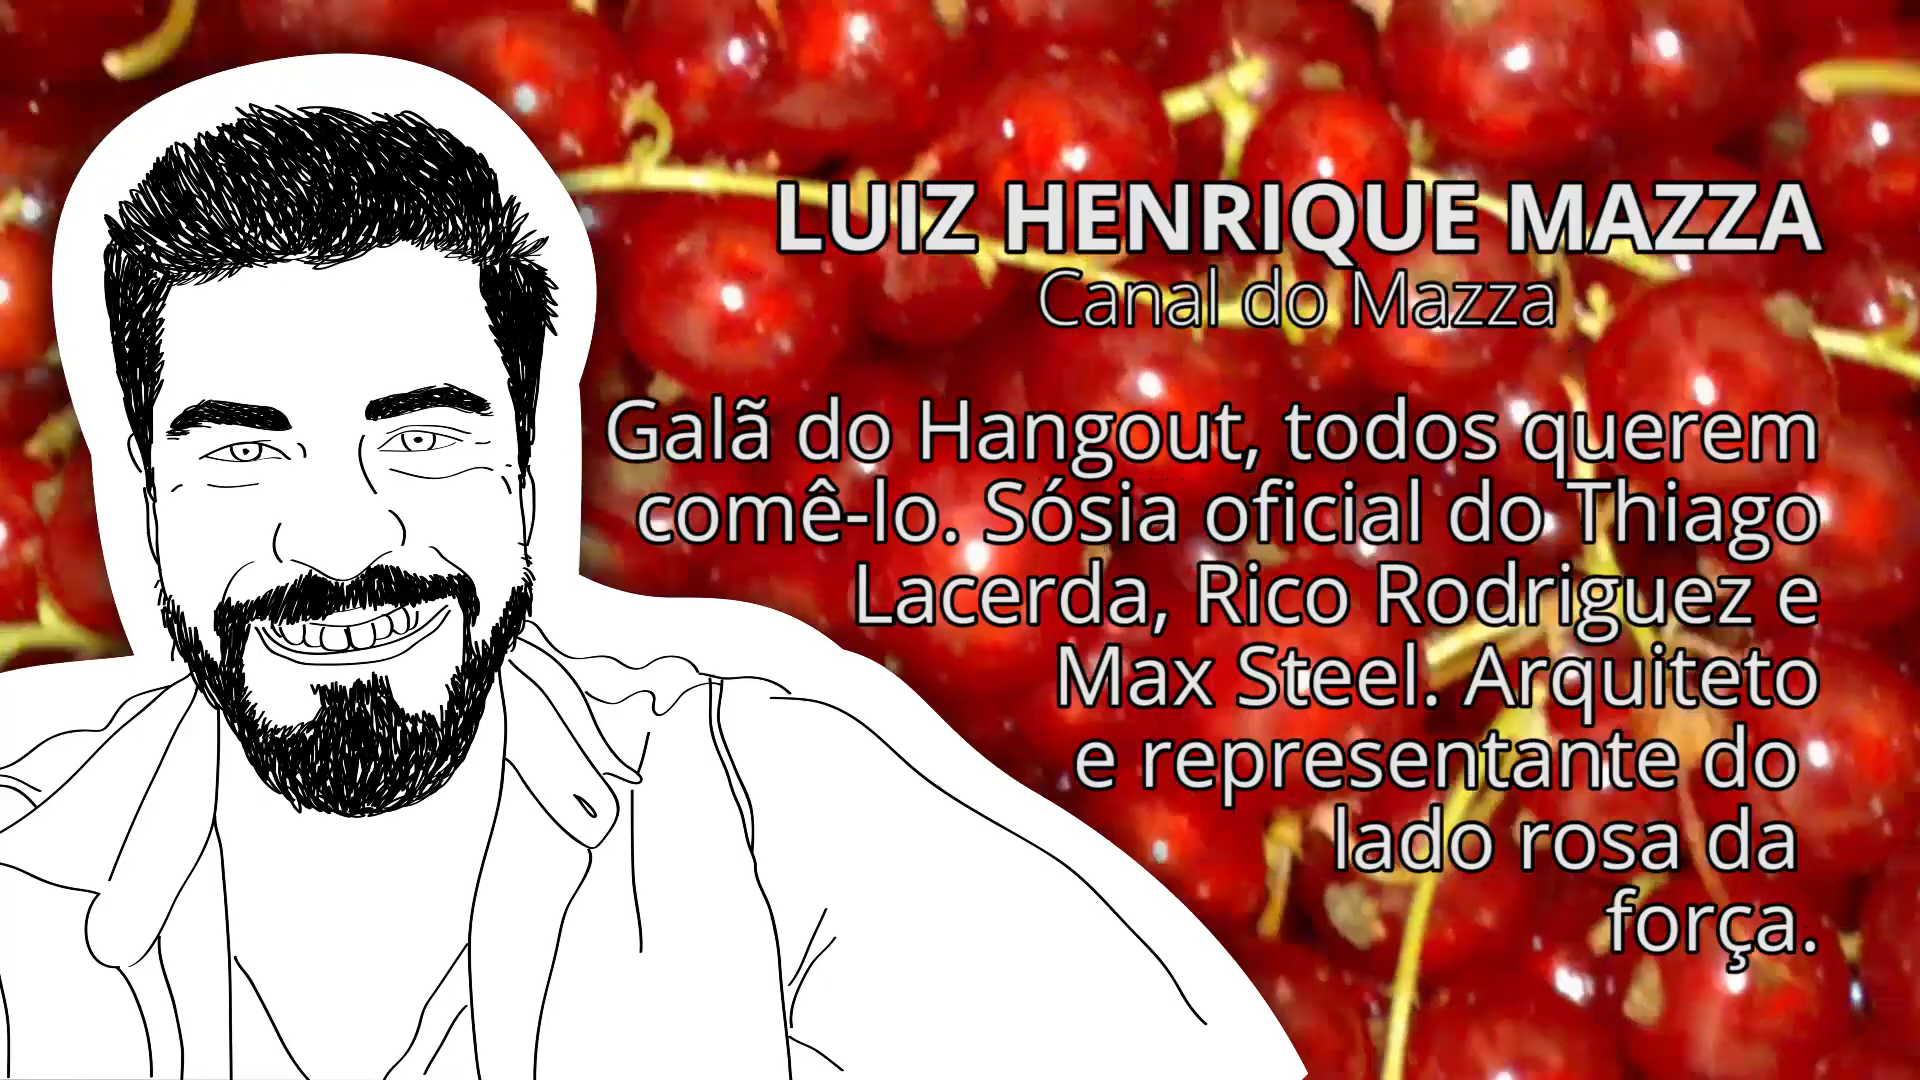 LUIZ HENRIQUE MAZZA
Canal do Mazza
Galã do Hangout, todos querem
comê-lo. Sósia oficial do Thiago
Lacerda, Rico Rodriguez e
Max Steel. Arquiteto
e representante do
lado rosa da
força.